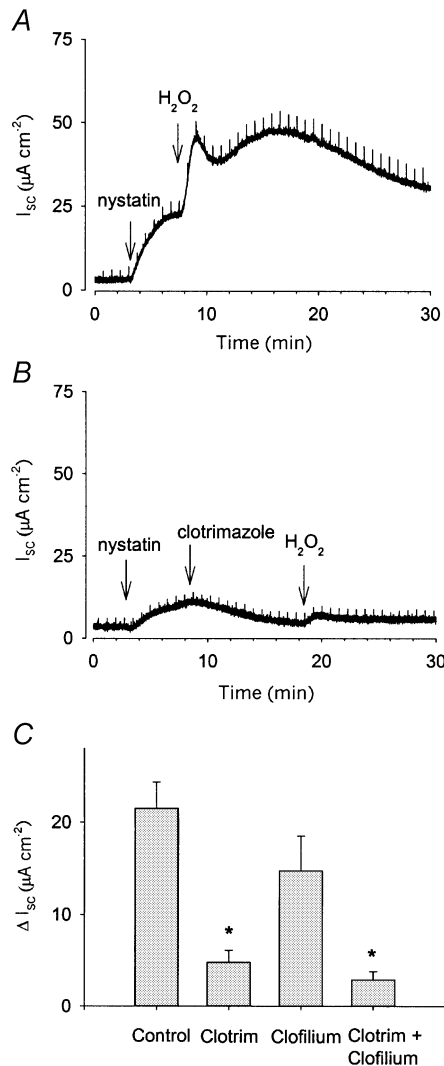 A
75
50
25
0
I_SC (µA cm⁻²)
nystatin
H₂O₂
0 10 20 30
Time (min)
B
75
50
25
0
I_SC (µA cm⁻²)
nystatin
clotrimazole
H₂O₂
0 10 20 30
Time (min)
C
20
10
0
Δ I_SC (µA cm⁻²)
*
*
Control
Clotrim
Clofilium
Clotrim +
Clofilium